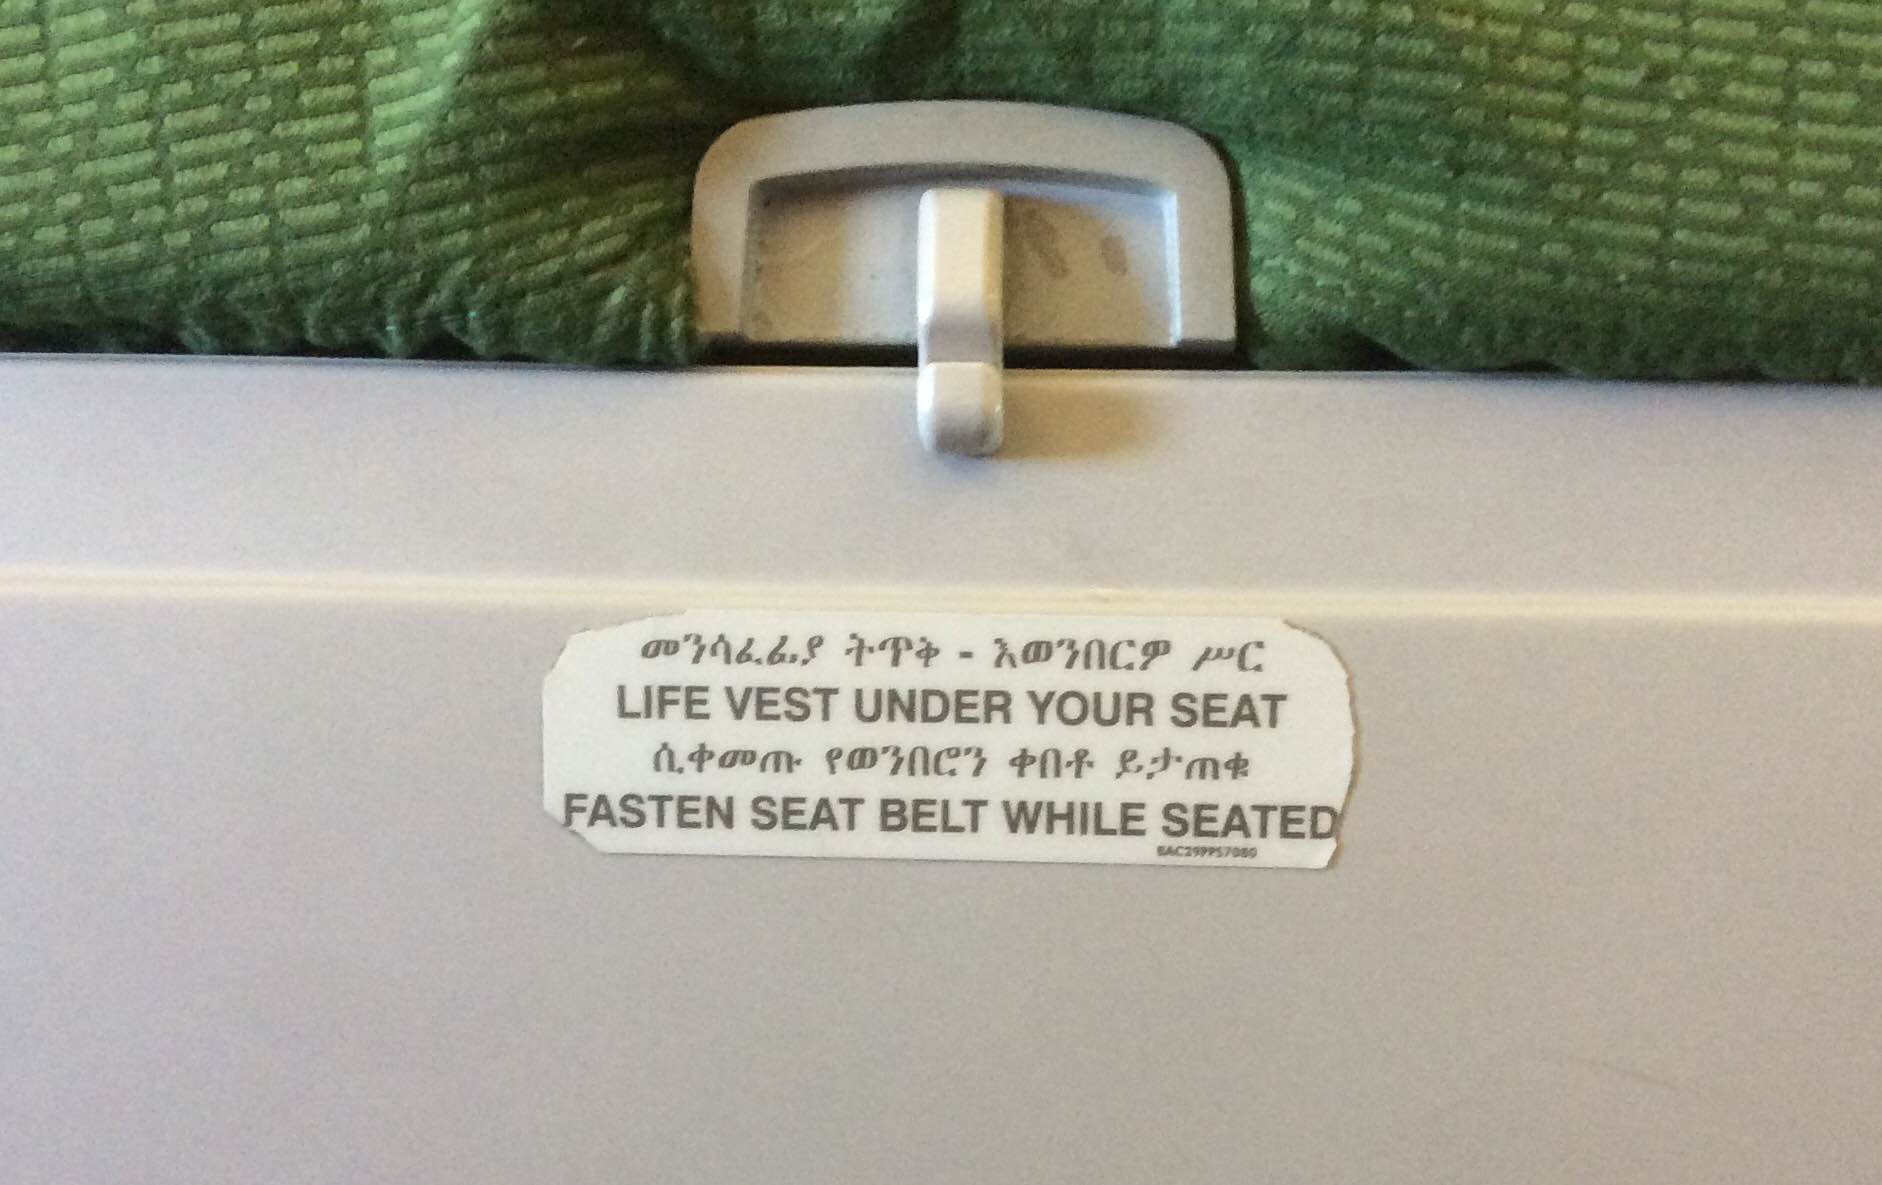 መንሳፈፊያ ትጥቅ - እወንበርዎ ሥር
LIFE VEST UNDER YOUR SEAT
ሲቀመጡ የወንበሮን ቀበቶ ይታጠቁ
FASTEN SEAT BELT WHILE SEATED